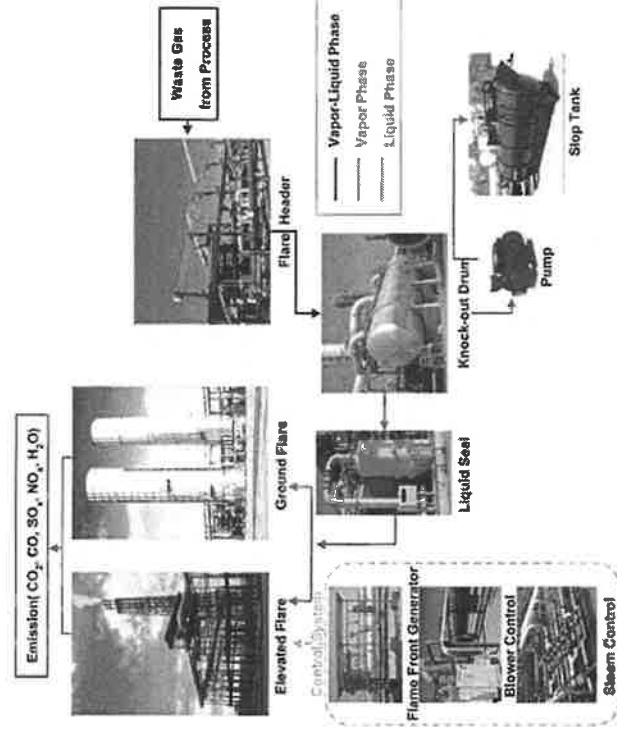 Waste Gas
from Process
Flare Header
Vapor-Liquid Phase
Vapor Phase
Liquid Phase
Knock-out Drum
Pump
Slop Tank
Liquid Seal
Ground Flare
Elevated Flare
Emission( CO₂, CO, SOₓ, NOₓ, H₂O)
Control System
Flame Front Generator
Blower Control
Steam Control